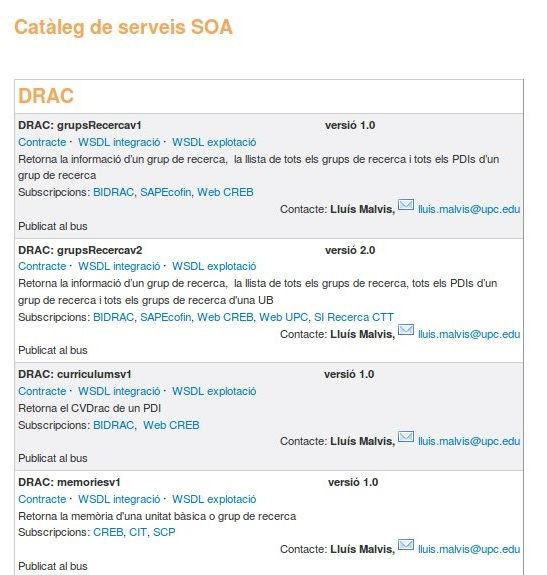 Catàleg de serveis SOA
DRAC
DRAC: grupsRecercav1 versió 1.0
Contracte · WSDL integració · WSDL explotació
Retorna la informació d'un grup de recerca, la llista de tots els grups de recerca i tots els PDIs d'un
grup de recerca
Subscripcions: BIDRAC, SAPEcofin, Web CREB
Contacte: Lluís Malvis, lluis.malvis@upc.edu
Publicat al bus
DRAC: grupsRecercav2 versió 2.0
Contracte · WSDL integració · WSDL explotació
Retorna la informació d'un grup de recerca, la llista de tots els grups de recerca, tots els PDIs d'un
grup de recerca i tots els grups de recerca d'una UB
Subscripcions: BIDRAC, SAPEcofin, Web CREB, Web UPC, SI Recerca CTT
Contacte: Lluís Malvis, lluis.malvis@upc.edu
Publicat al bus
DRAC: curriculumsv1 versió 1.0
Contracte · WSDL integració · WSDL explotació
Retorna el CVDrac de un PDI
Subscripcions: BIDRAC, Web CREB
Contacte: Lluís Malvis, lluis.malvis@upc.edu
Publicat al bus
DRAC: memoriesv1 versió 1.0
Contracte · WSDL integració · WSDL explotació
Retorna la memòria d'una unitat bàsica o grup de recerca
Subscripcions: CREB, CIT, SCP
Contacte: Lluís Malvis, lluis.malvis@upc.edu
Publicat al bus